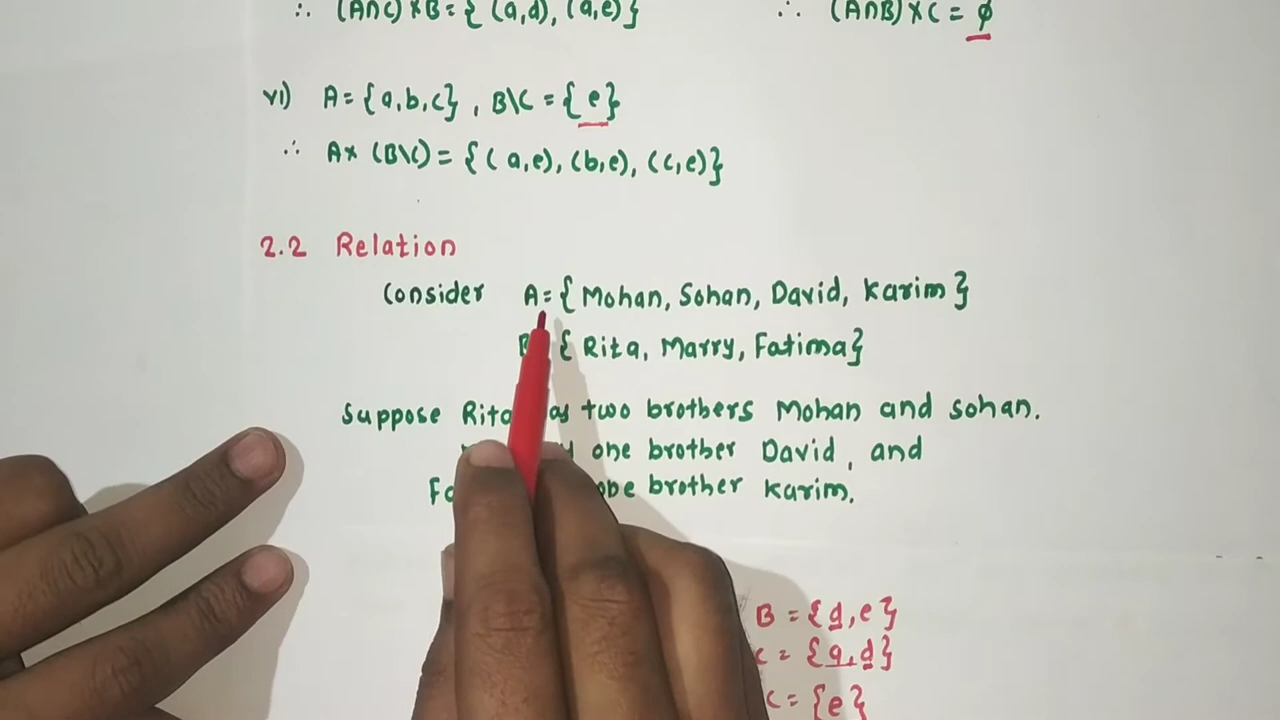 ∴ (A∩C)×B = { (a,d), (a,e)}
∴ (A∩B)×C = ϕ
vi) A = {a,b,c} , B\C = { e}
∴ A× (B\C) = {( a,e), (b,e), (c,e)}
2.2 Relation
Consider A = { Mohan, Sohan, David, Karim }
{ Rita, Marry, Fatima}
Suppose two brothers Mohan and Sohan.
one brother David , and
one brother Karim.
B = {d,e}
C = {a,d}
C = {e}